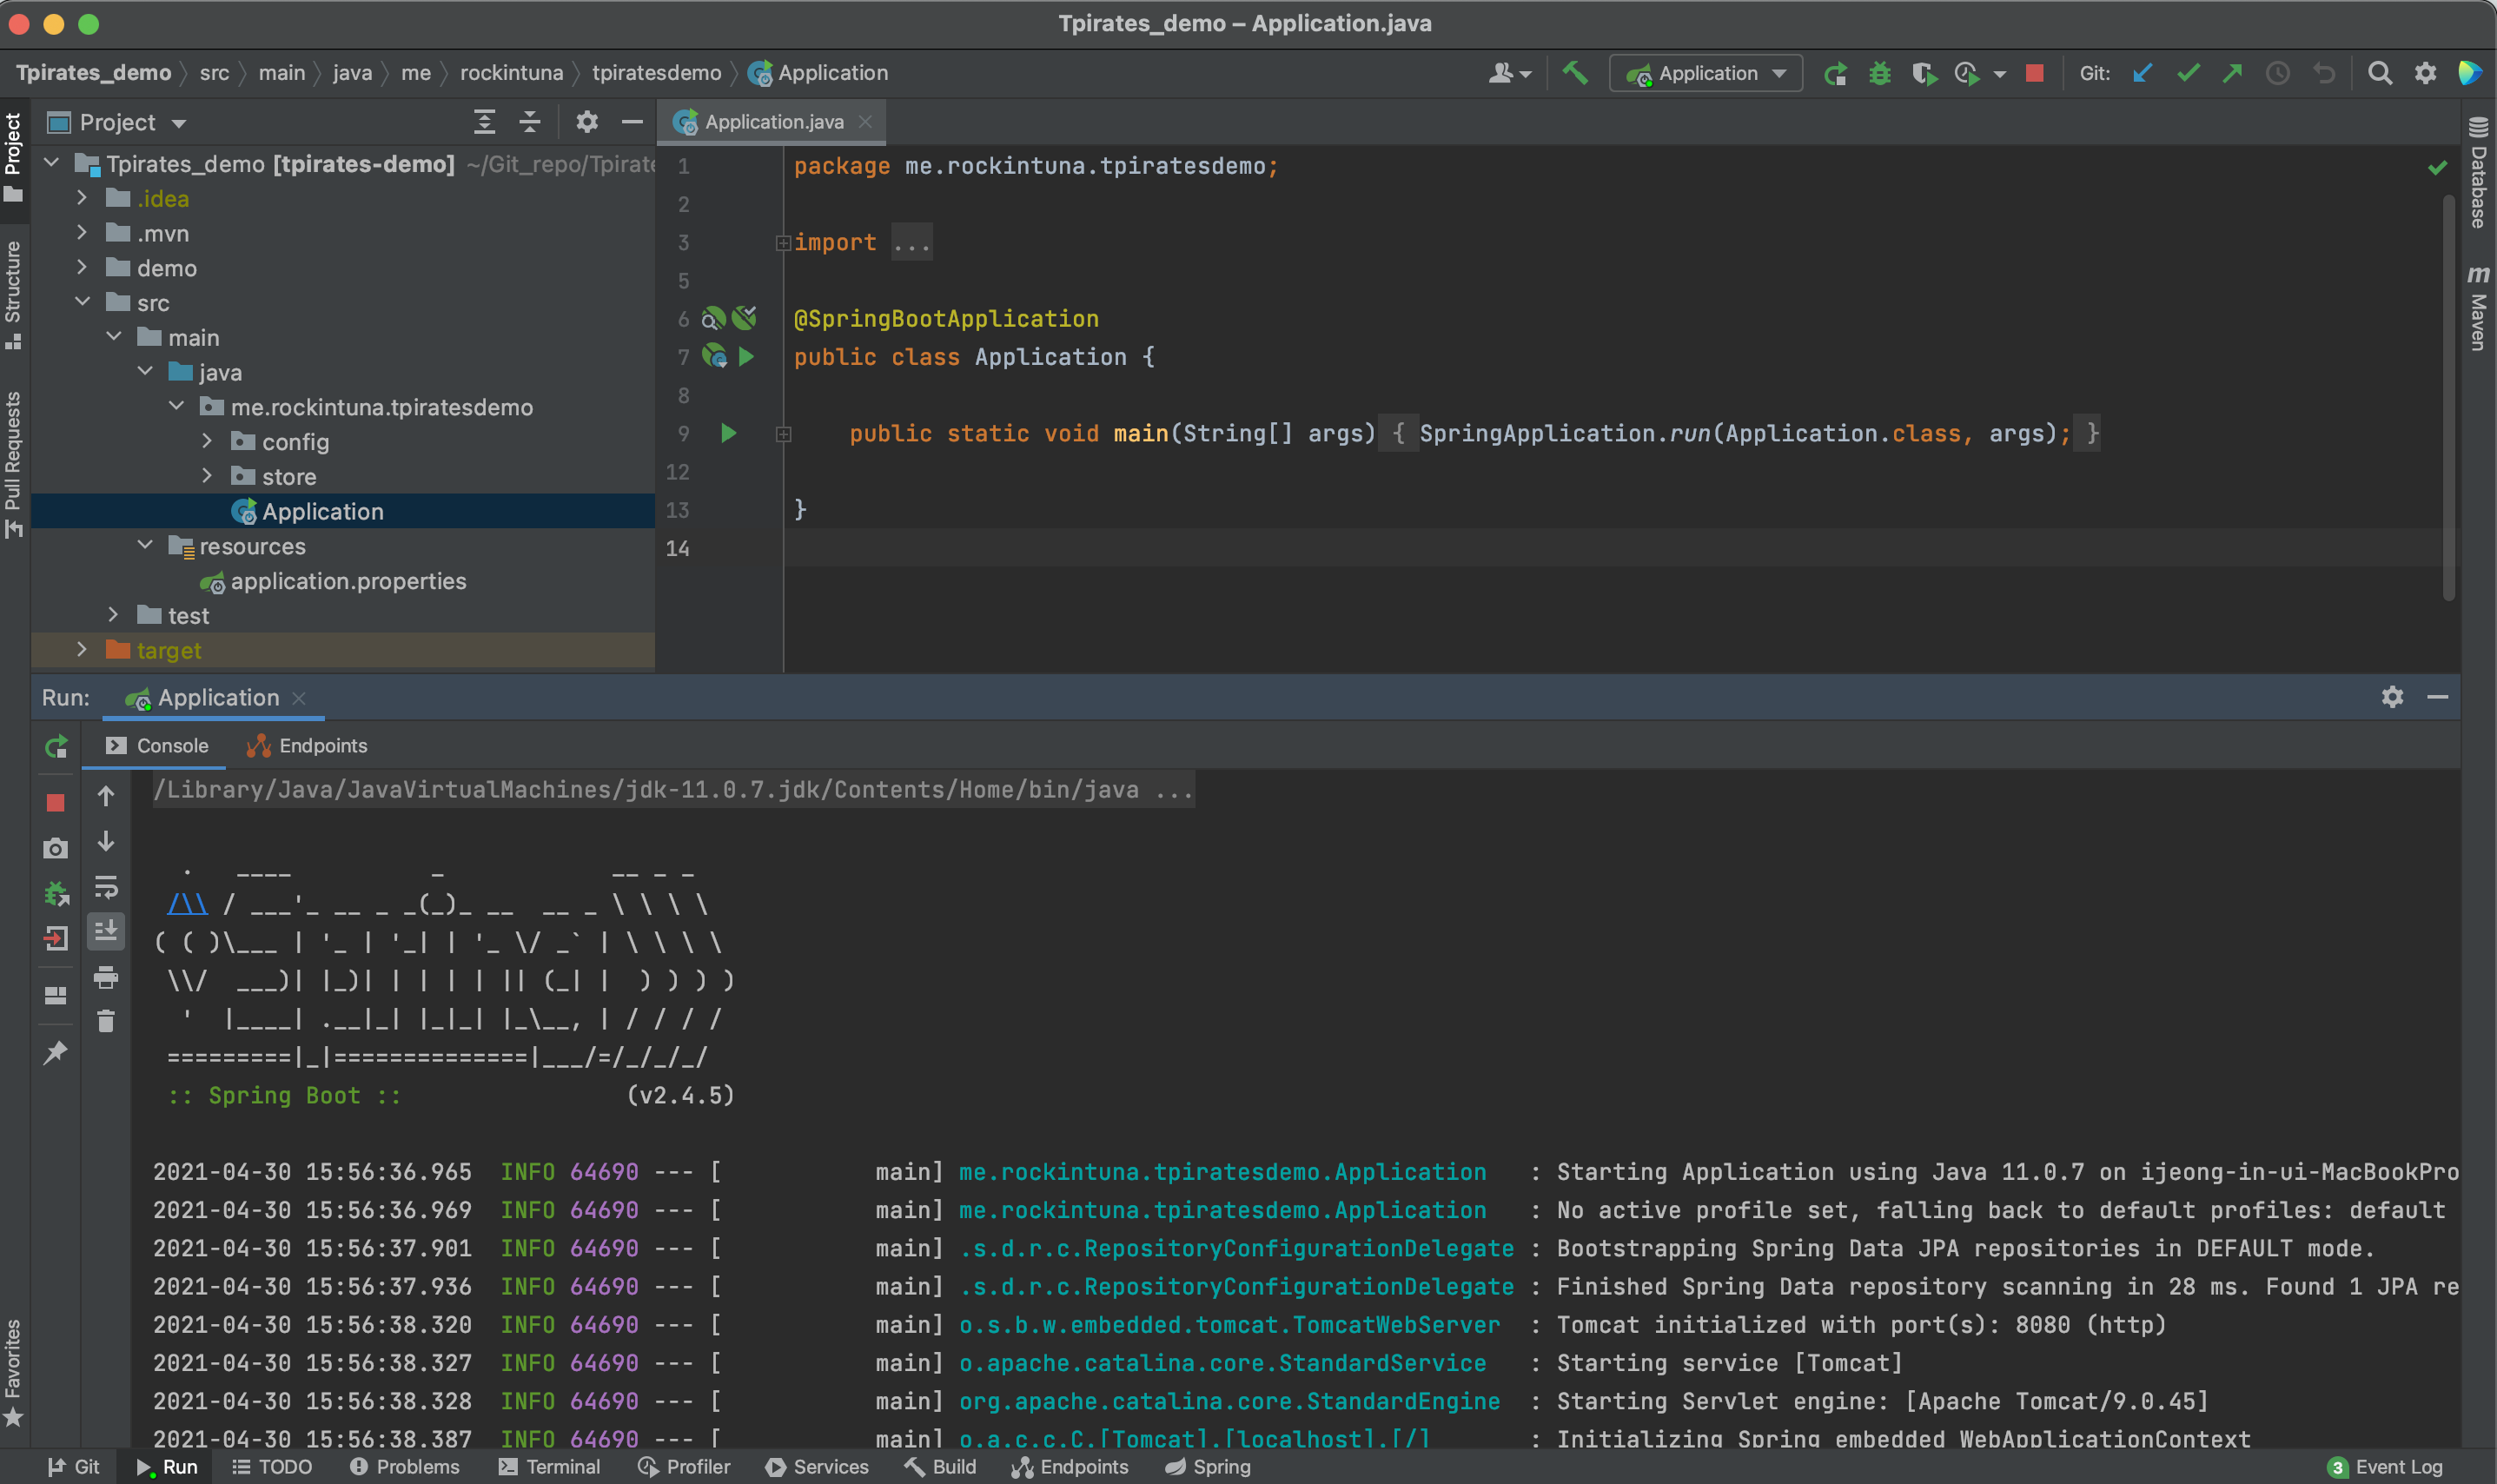 Tpirates_demo – Application.java
Tpirates_demo src main java me rockintuna tpiratesdemo Application
Application
Git:
Project
Structure
Pull Requests
Favorites
Project
Tpirates_demo [tpirates-demo] ~/Git_repo/Tpirate
.idea
.mvn
demo
src
main
java
me.rockintuna.tpiratesdemo
config
store
Application
resources
application.properties
test
target
Application.java
1 package me.rockintuna.tpiratesdemo;
2
3 import ...
5
6 @SpringBootApplication
7 public class Application {
8
9 public static void main(String[] args) { SpringApplication.run(Application.class, args); }
12
13 }
14
Database
m Maven
Run: Application
Console Endpoints
/Library/Java/JavaVirtualMachines/jdk-11.0.7.jdk/Contents/Home/bin/java ...
  .   ____          _            __ _ _
 /\\ / ___'_ __ _ _(_)_ __  __ _ \ \ \ \
( ( )\___ | '_ | '_| | '_ \/ _` | \ \ \ \
 \\/  ___)| |_)| | | | | || (_| |  ) ) ) )
  '  |____| .__|_| |_|_| |_\__, | / / / /
 =========|_|==============|___/=/_/_/_/
 :: Spring Boot ::                (v2.4.5)
2021-04-30 15:56:36.965  INFO 64690 --- [           main] me.rockintuna.tpiratesdemo.Application   : Starting Application using Java 11.0.7 on ijeong-in-ui-MacBookPro
2021-04-30 15:56:36.969  INFO 64690 --- [           main] me.rockintuna.tpiratesdemo.Application   : No active profile set, falling back to default profiles: default
2021-04-30 15:56:37.901  INFO 64690 --- [           main] .s.d.r.c.RepositoryConfigurationDelegate : Bootstrapping Spring Data JPA repositories in DEFAULT mode.
2021-04-30 15:56:37.936  INFO 64690 --- [           main] .s.d.r.c.RepositoryConfigurationDelegate : Finished Spring Data repository scanning in 28 ms. Found 1 JPA re
2021-04-30 15:56:38.320  INFO 64690 --- [           main] o.s.b.w.embedded.tomcat.TomcatWebServer  : Tomcat initialized with port(s): 8080 (http)
2021-04-30 15:56:38.327  INFO 64690 --- [           main] o.apache.catalina.core.StandardService   : Starting service [Tomcat]
2021-04-30 15:56:38.328  INFO 64690 --- [           main] org.apache.catalina.core.StandardEngine  : Starting Servlet engine: [Apache Tomcat/9.0.45]
2021-04-30 15:56:38.387  INFO 64690 --- [           main] o.a.c.c.C.[Tomcat].[localhost].[/]       : Initializing Spring embedded WebApplicationContext
Git Run TODO Problems Terminal Profiler Services Build Endpoints Spring 3 Event Log